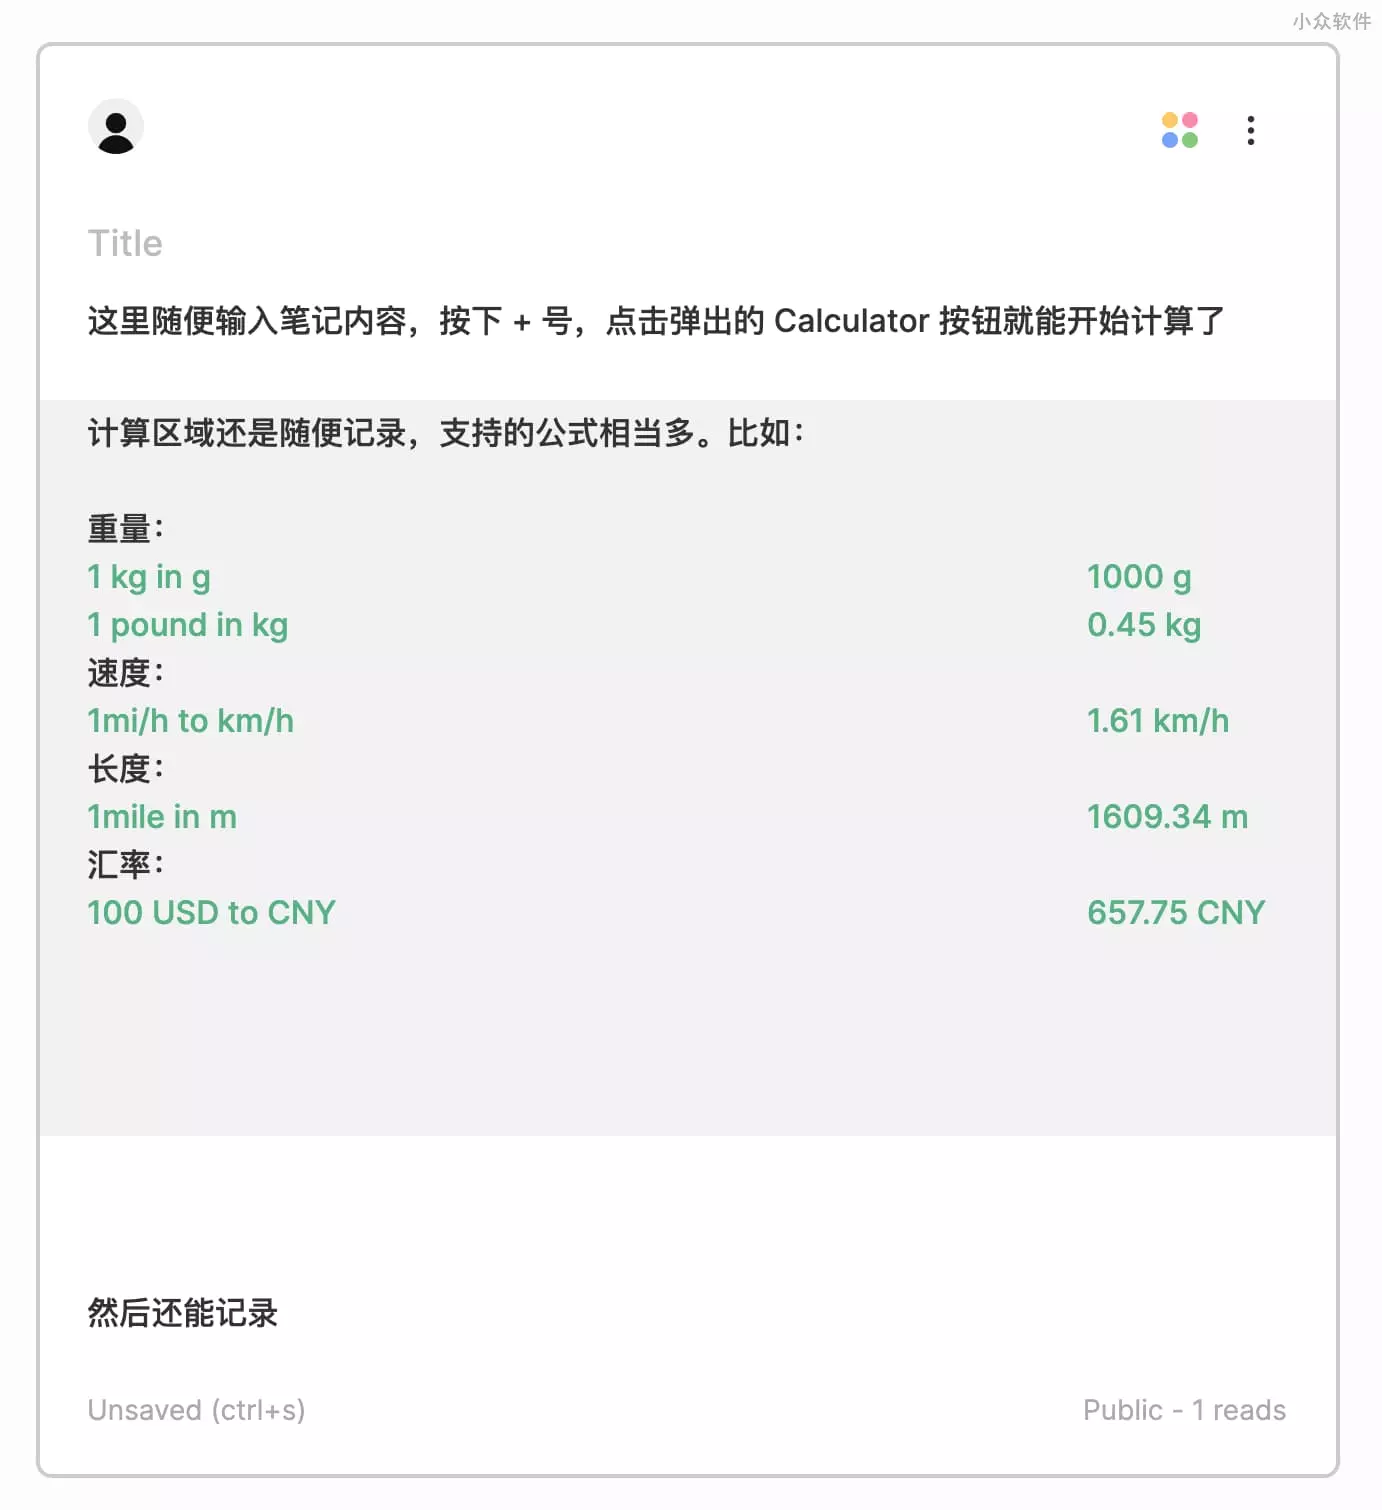 小众软件
Title
这里随便输入笔记内容，按下 + 号，点击弹出的 Calculator 按钮就能开始计算了
计算区域还是随便记录，支持的公式相当多。比如：
重量：
1 kg in g 1000 g
1 pound in kg 0.45 kg
速度：
1mi/h to km/h 1.61 km/h
长度：
1mile in m 1609.34 m
汇率：
100 USD to CNY 657.75 CNY
然后还能记录
Unsaved (ctrl+s) Public - 1 reads